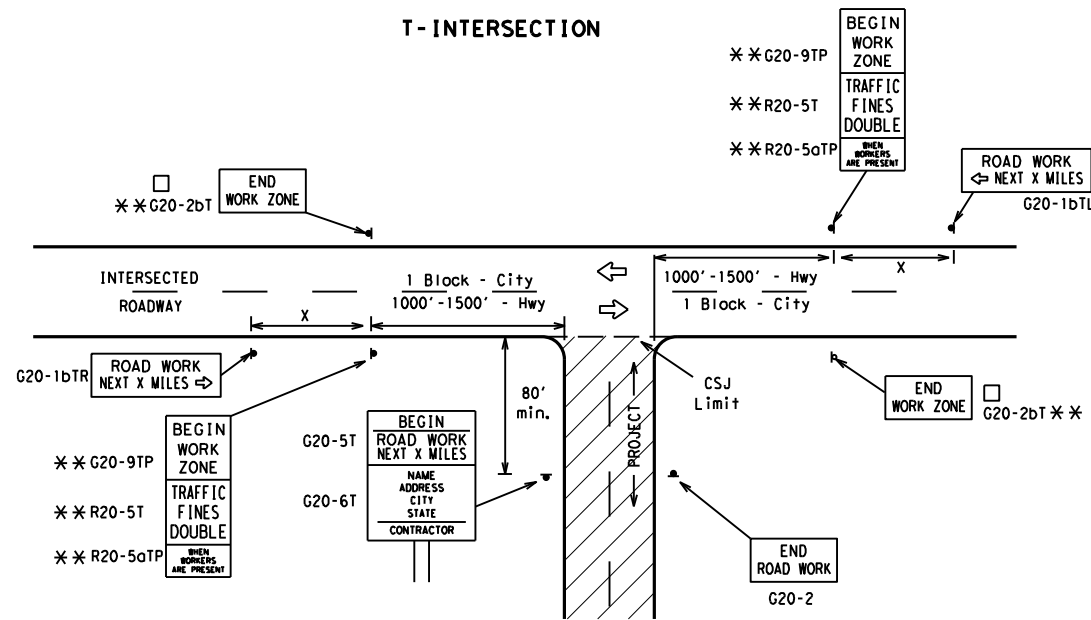 T-INTERSECTION
**G20-9TP
BEGIN
WORK
ZONE
**R20-5T
TRAFFIC
FINES
DOUBLE
**R20-5aTP
WHEN
WORKERS
ARE PRESENT
ROAD WORK
⇦ NEXT X MILES
G20-1bTL
□
**G20-2bT
END
WORK ZONE
INTERSECTED
ROADWAY
1 Block - City
1000'-1500' - Hwy
X
1000'-1500' - Hwy
1 Block - City
X
G20-1bTR
ROAD WORK
NEXT X MILES ⇨
80'
min.
CSJ
Limit
PROJECT
END
WORK ZONE
□
G20-2bT **
**G20-9TP
BEGIN
WORK
ZONE
**R20-5T
TRAFFIC
FINES
DOUBLE
**R20-5aTP
WHEN
WORKERS
ARE PRESENT
G20-5T
BEGIN
ROAD WORK
NEXT X MILES
G20-6T
NAME
ADDRESS
CITY
STATE
CONTRACTOR
END
ROAD WORK
G20-2